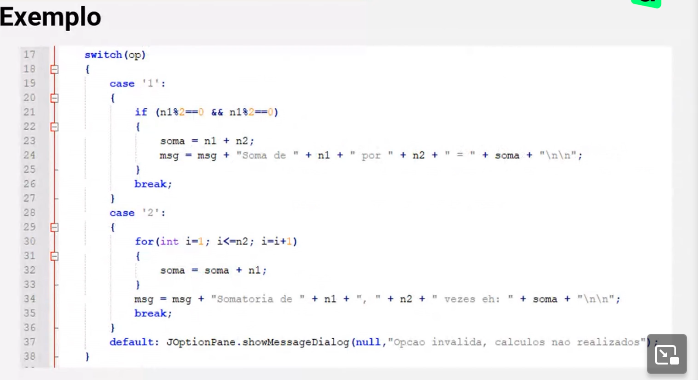 Exemplo
17 switch(op)
18 {
19 case '1':
20 {
21 if (n1%2==0 && n1%2==0)
22 {
23 soma = n1 + n2;
24 msg = msg + "Soma de " + n1 + " por " + n2 + " = " + soma + "\n\n";
25 }
26 break;
27 }
28 case '2':
29 {
30 for(int i=1; i<=n2; i=i+1)
31 {
32 soma = soma + n1;
33 }
34 msg = msg + "Somatoria de " + n1 + ", " + n2 + " vezes eh: " + soma + "\n\n";
35 break;
36 }
37 default: JOptionPane.showMessageDialog(null,"Opcao invalida, calculos nao realizados");
38 }